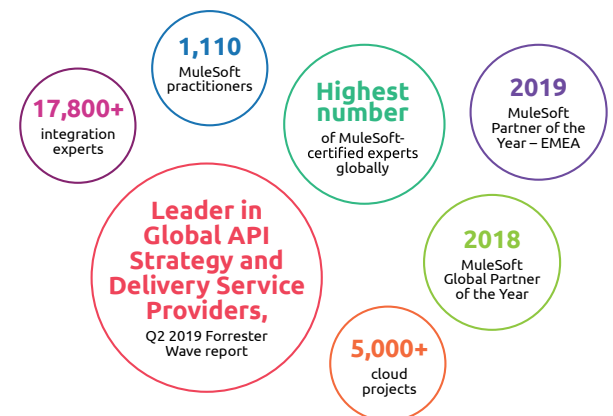 1,110
MuleSoft
practitioners
17,800+
integration
experts
Highest
number
of MuleSoft-
certified experts
globally
2019
MuleSoft
Partner of the
Year – EMEA
Leader in
Global API
Strategy and
Delivery Service
Providers,
Q2 2019 Forrester
Wave report
2018
MuleSoft
Global Partner
of the Year
5,000+
cloud
projects